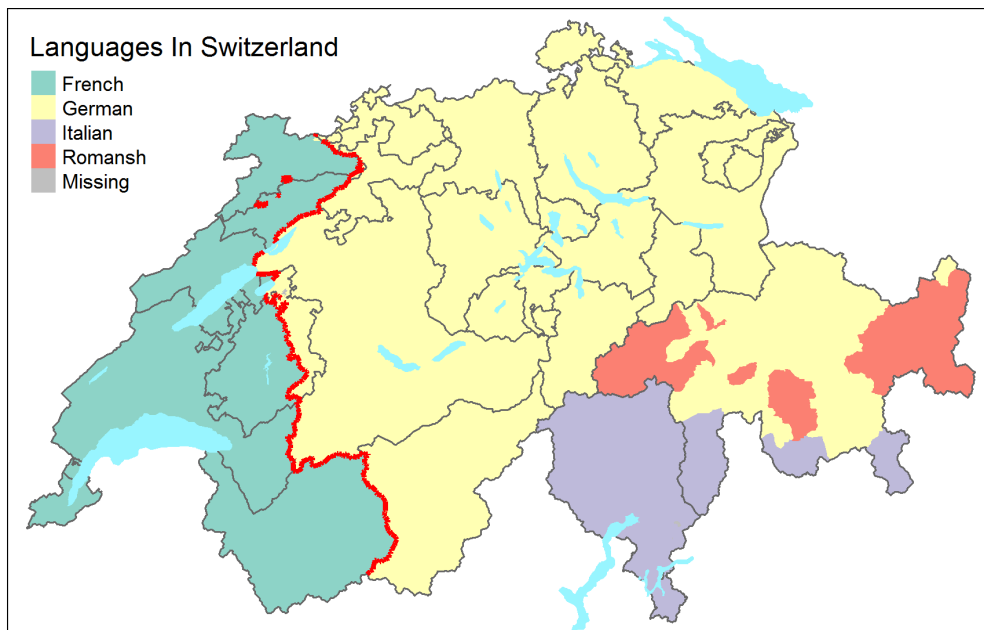 Languages In Switzerland
French
German
Italian
Romansh
Missing